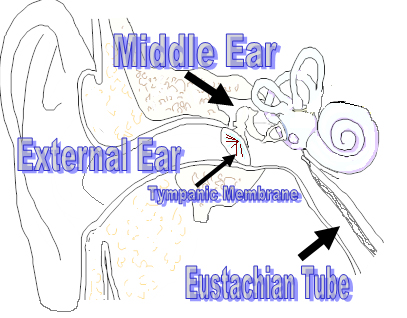 Middle Ear
External Ear
Tympanic Membrane
Eustachian Tube